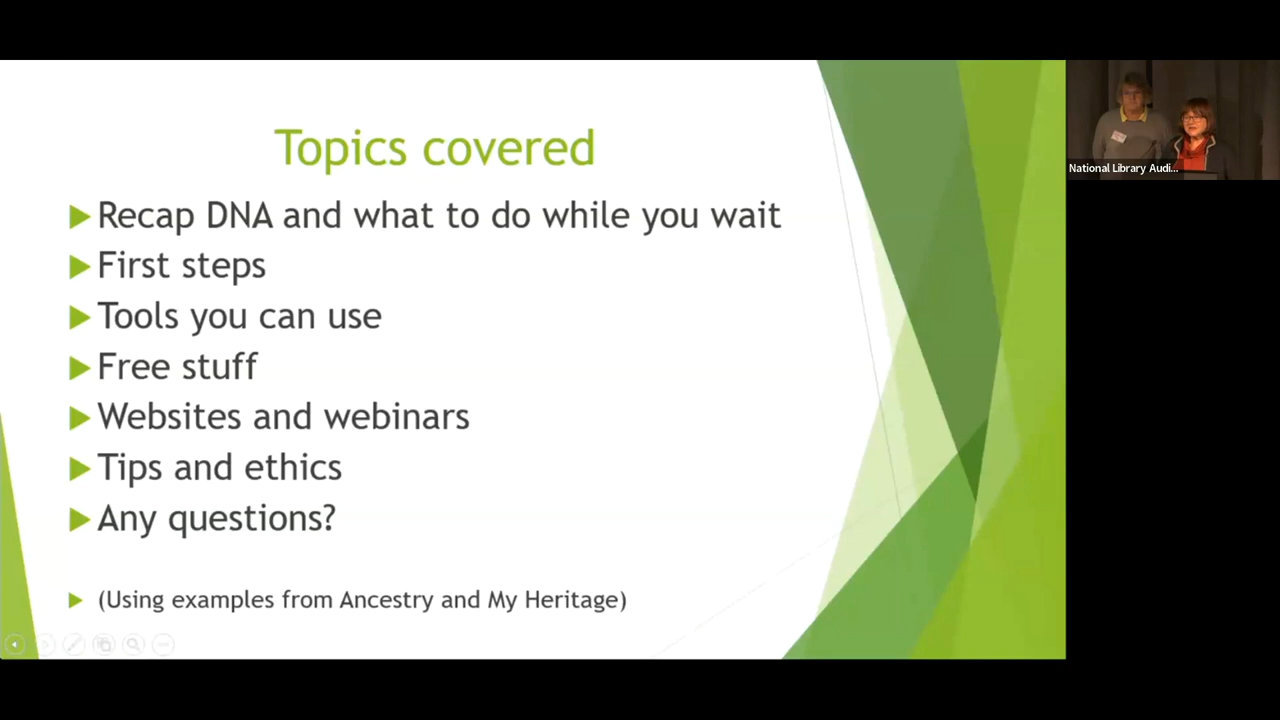 Topics covered
Recap DNA and what to do while you wait
First steps
Tools you can use
Free stuff
Websites and webinars
Tips and ethics
Any questions?
(Using examples from Ancestry and My Heritage)
National Library Audi...